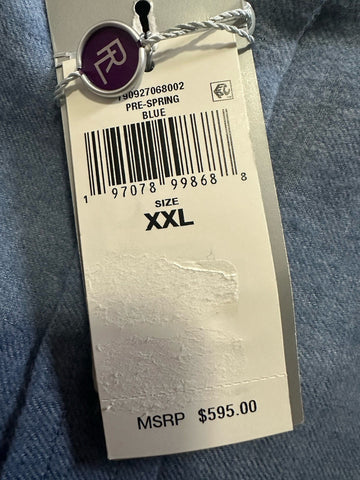 RL
790927068002
PRE-SPRING
BLUE
1 97078 99868 8
SIZE
XXL
MSRP $595.00